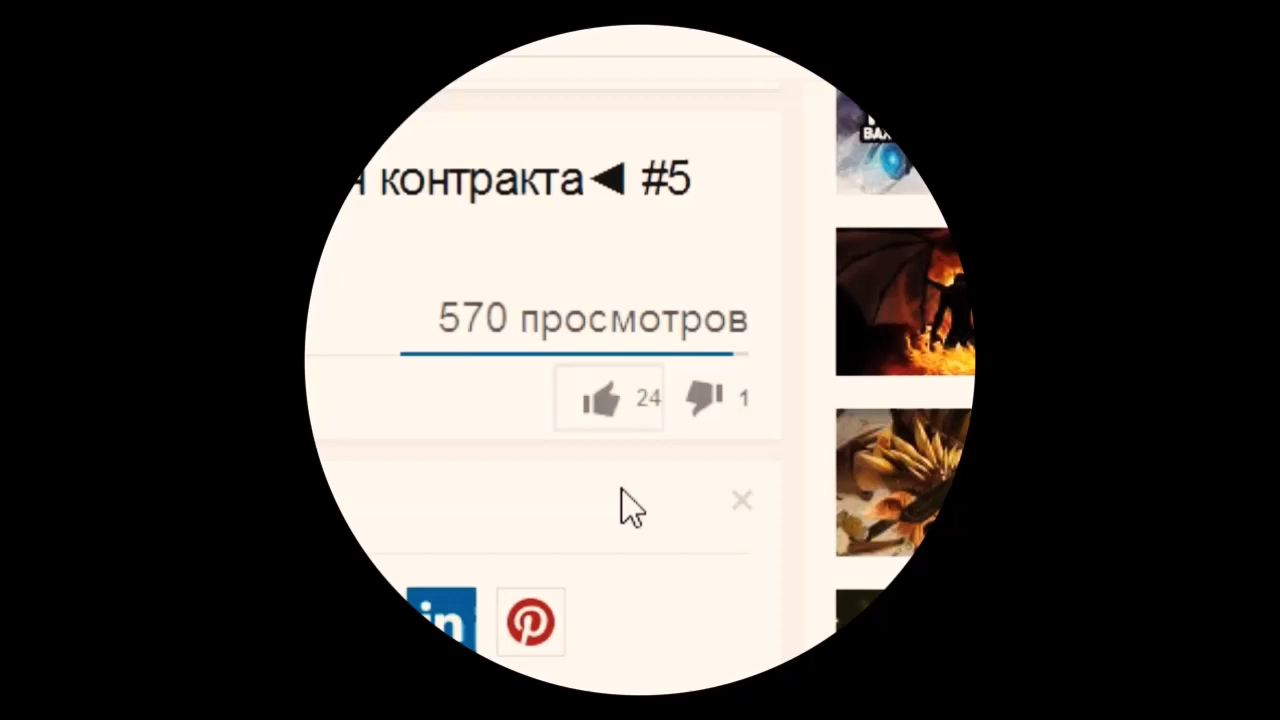 контракта◄ #5
570 просмотров
24 1
in